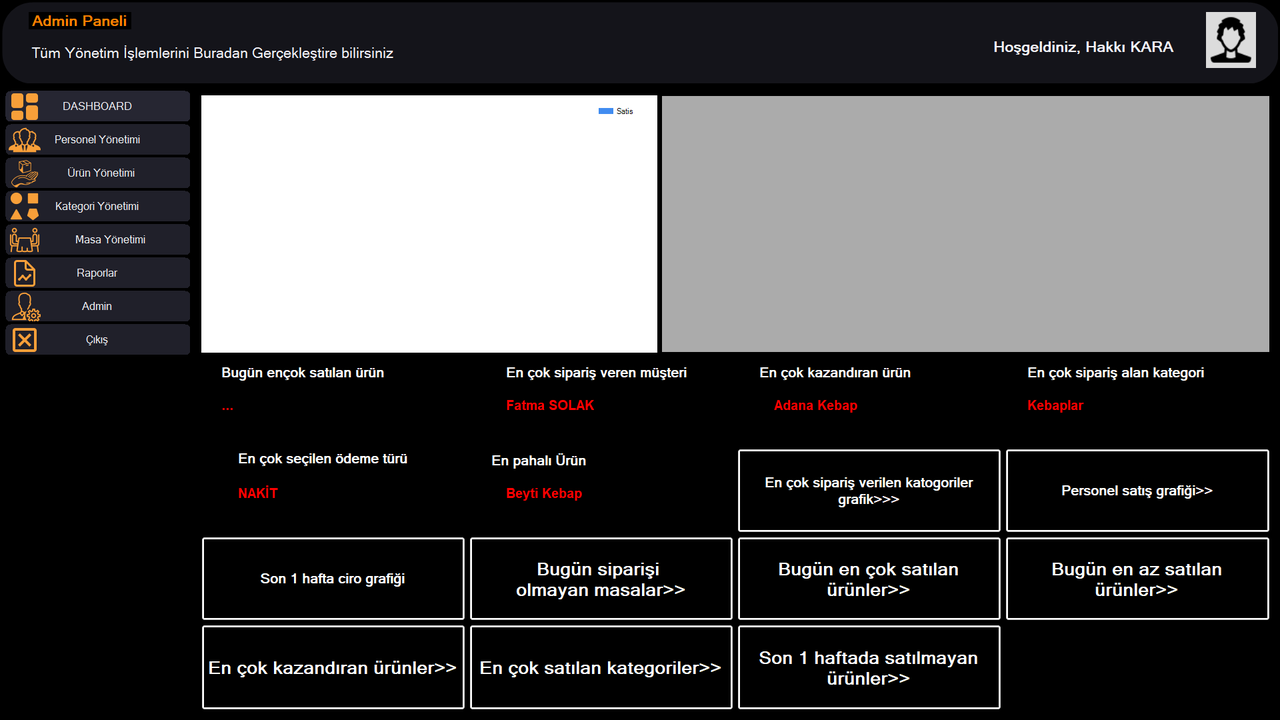 Admin Paneli
Tüm Yönetim İşlemlerini Buradan Gerçekleştire bilirsiniz
Hoşgeldiniz, Hakkı KARA
DASHBOARD
Personel Yönetimi
Ürün Yönetimi
Kategori Yönetimi
Masa Yönetimi
Raporlar
Admin
Çıkış
Satis
Bugün ençok satılan ürün
...
En çok sipariş veren müşteri
Fatma SOLAK
En çok kazandıran ürün
Adana Kebap
En çok sipariş alan kategori
Kebaplar
En çok seçilen ödeme türü
NAKİT
En pahalı Ürün
Beyti Kebap
En çok sipariş verilen katogoriler
grafik>>>
Personel satış grafiği>>
Son 1 hafta ciro grafiği
Bugün siparişi
olmayan masalar>>
Bugün en çok satılan
ürünler>>
Bugün en az satılan
ürünler>>
En çok kazandıran ürünler>>
En çok satılan kategoriler>>
Son 1 haftada satılmayan
ürünler>>